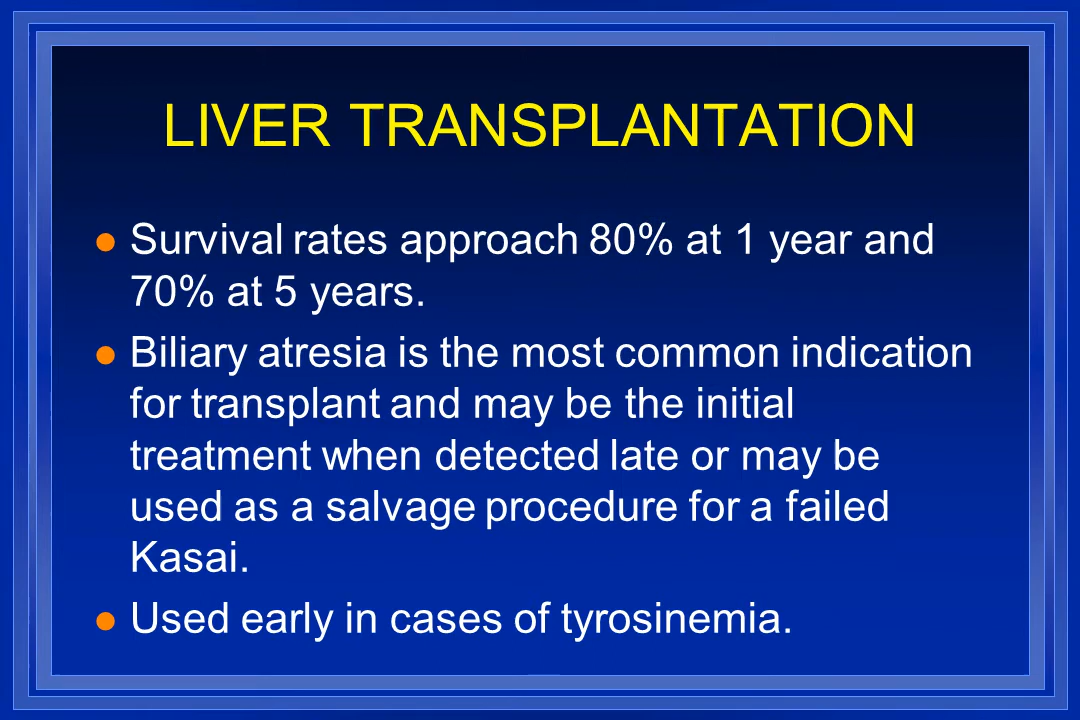 LIVER TRANSPLANTATION
● Survival rates approach 80% at 1 year and
70% at 5 years.
● Biliary atresia is the most common indication
for transplant and may be the initial
treatment when detected late or may be
used as a salvage procedure for a failed
Kasai.
● Used early in cases of tyrosinemia.